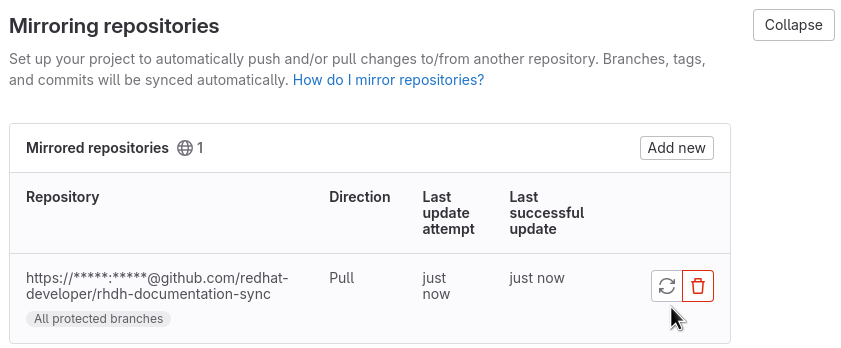 Mirroring repositories
Collapse
Set up your project to automatically push and/or pull changes to/from another repository. Branches, tags,
and commits will be synced automatically. How do I mirror repositories?
Mirrored repositories 1
Add new
Repository
Direction
Last
update
attempt
Last
successful
update
https://*****:*****@github.com/redhat-
developer/rhdh-documentation-sync
All protected branches
Pull
just
now
just now